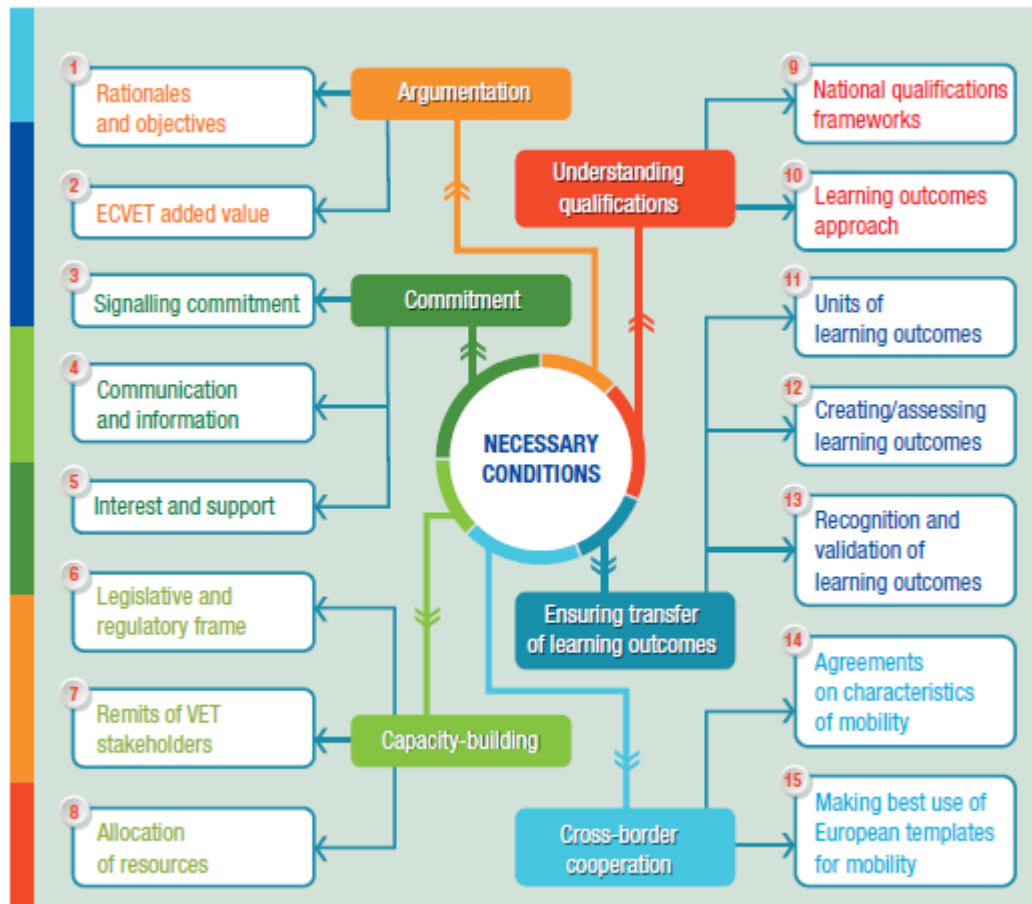 1
Rationales
and objectives
Argumentation
2
ECVET added value
3
Signalling commitment
Commitment
4
Communication
and information
5
Interest and support
6
Legislative and
regulatory frame
7
Remits of VET
stakeholders
Capacity-building
8
Allocation
of resources
NECESSARY
CONDITIONS
Understanding
qualifications
9
National qualifications
frameworks
10
Learning outcomes
approach
Ensuring transfer
of learning outcomes
11
Units of
learning outcomes
12
Creating/assessing
learning outcomes
13
Recognition and
validation of
learning outcomes
Cross-border
cooperation
14
Agreements
on characteristics
of mobility
15
Making best use of
European templates
for mobility